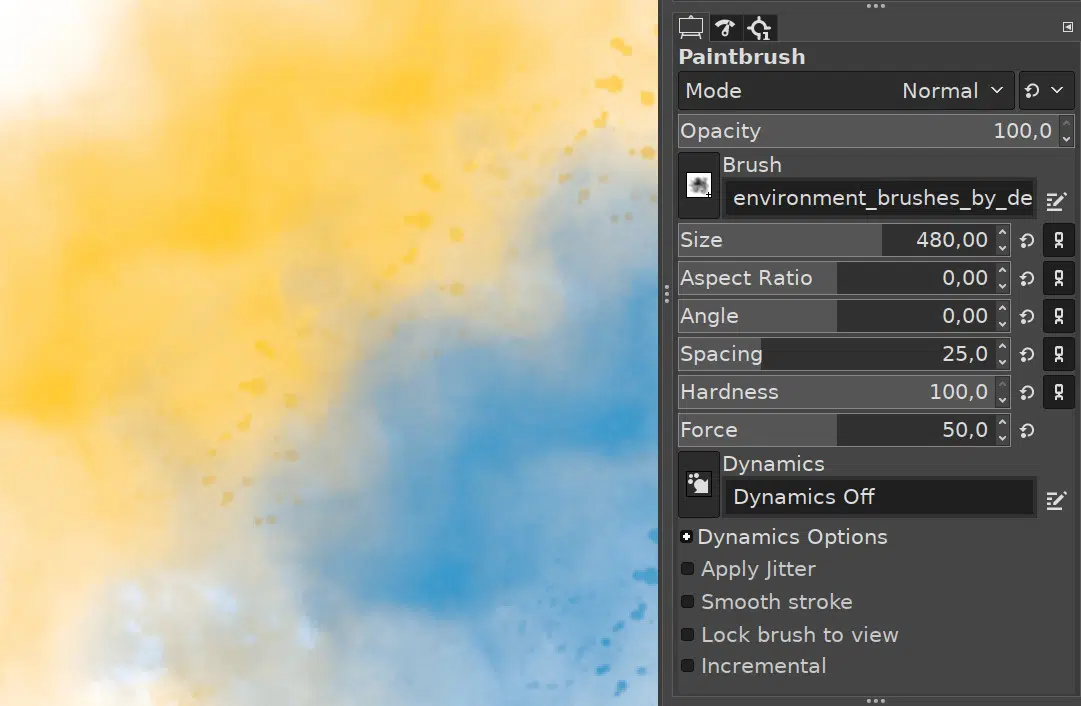 Paintbrush
Mode Normal
Opacity 100,0
Brush
environment_brushes_by_de
Size 480,00
Aspect Ratio 0,00
Angle 0,00
Spacing 25,0
Hardness 100,0
Force 50,0
Dynamics
Dynamics Off
Dynamics Options
Apply Jitter
Smooth stroke
Lock brush to view
Incremental